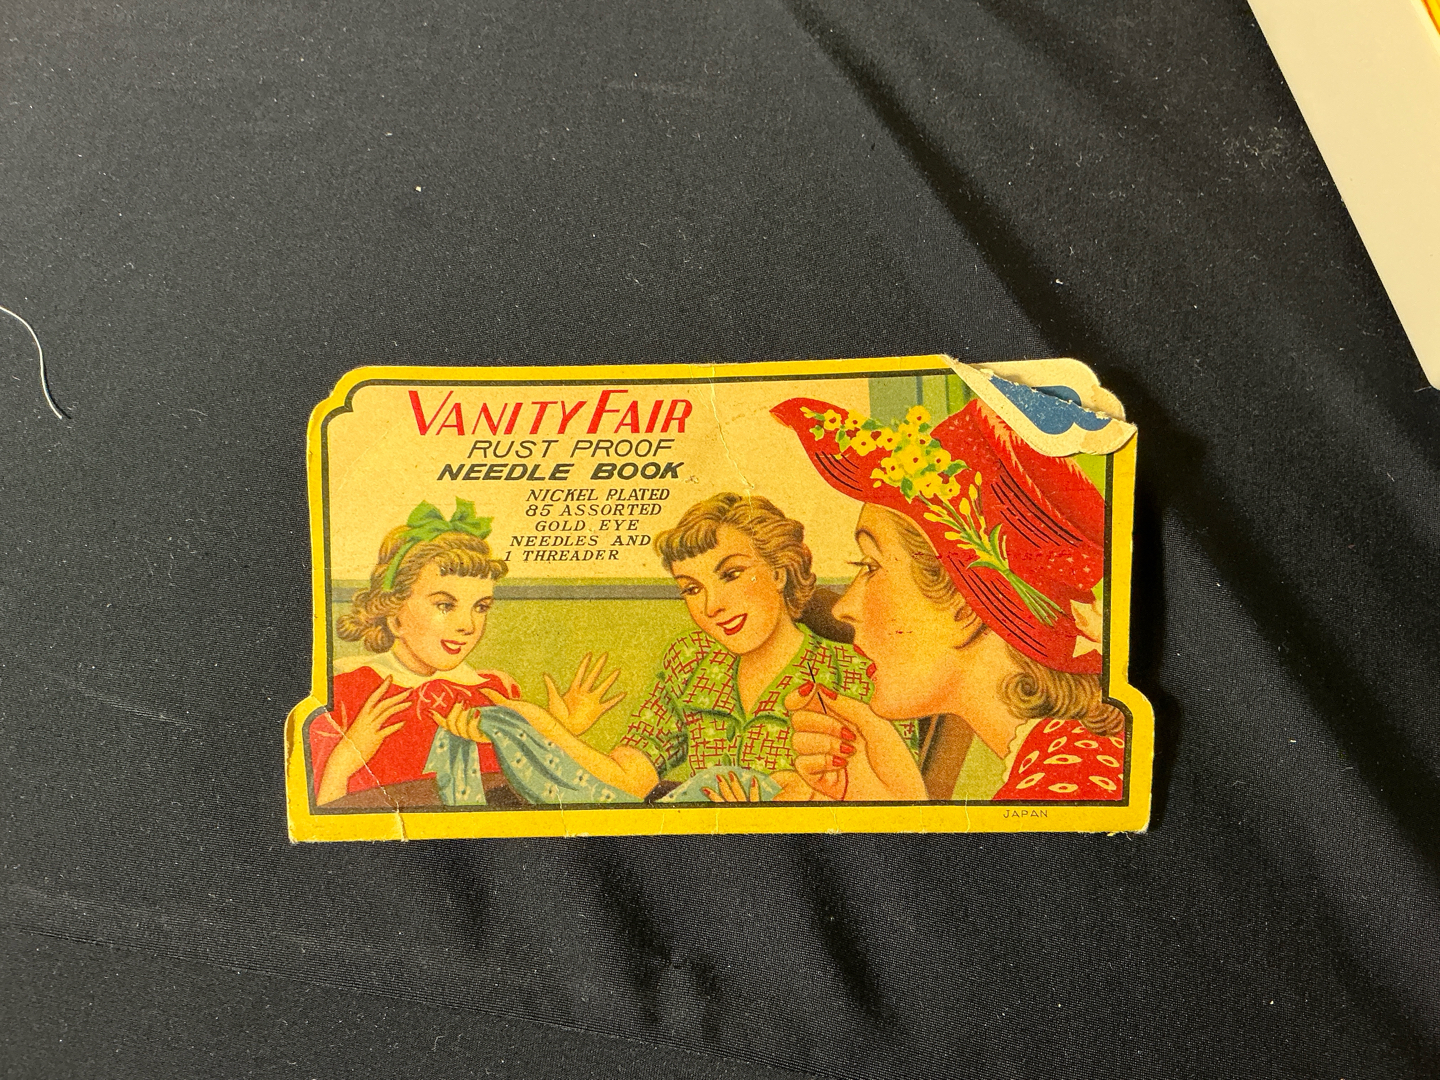 VANITY FAIR
RUST PROOF
NEEDLE BOOK
NICKEL PLATED
85 ASSORTED
GOLD EYE
NEEDLES AND
1 THREADER
JAPAN